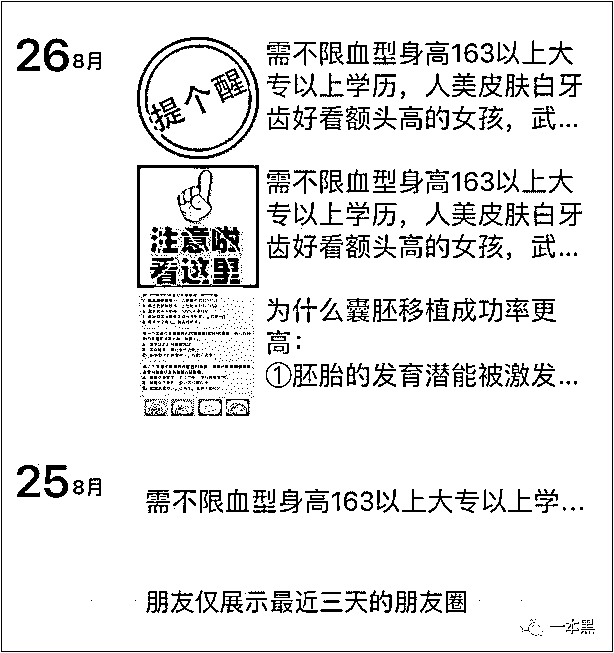 26 8月
提个醒
需不限血型身高163以上大
专以上学历，人美皮肤白牙
齿好看额头高的女孩，武...
注意啦
看这里
需不限血型身高163以上大
专以上学历，人美皮肤白牙
齿好看额头高的女孩，武...
为什么囊胚移植成功率更
高：
①胚胎的发育潜能被激发...
25 8月
需不限血型身高163以上大专以上学...
朋友仅展示最近三天的朋友圈
一本黑